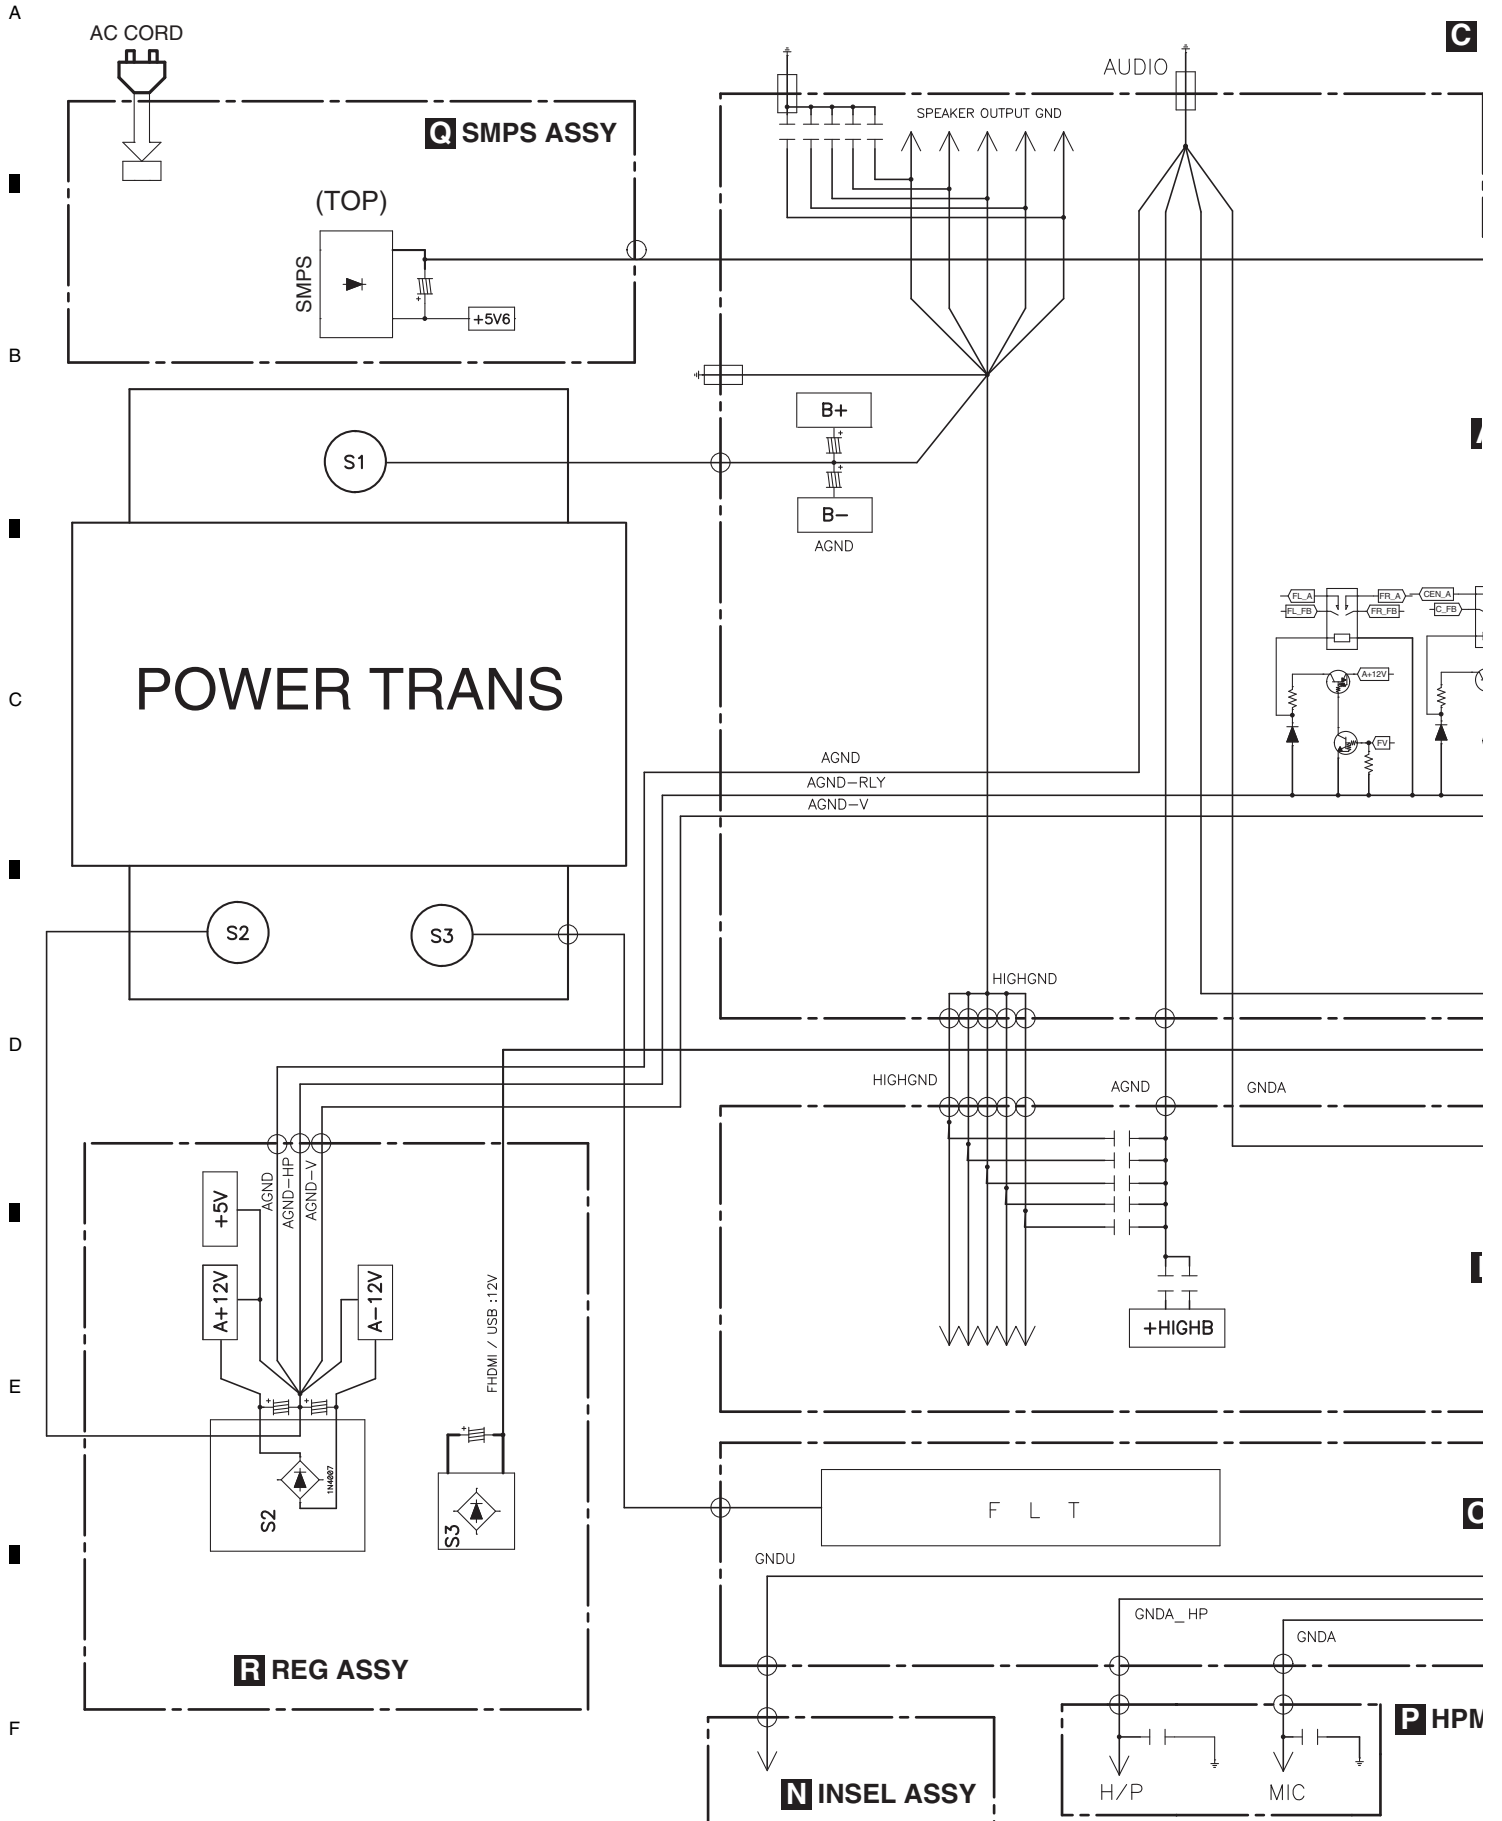 A
AC CORD
C
AUDIO
SPEAKER OUTPUT GND
Q SMPS ASSY
(TOP)
SMPS
+5V6
B
B+
S1
B-
AGND
FL_A
FR_A
CEN_A
FL_FB
FR_FB
C_FB
A+12V
FV
POWER TRANS
C
AGND
AGND-RLY
AGND-V
S2
S3
HIGHGND
D
HIGHGND
AGND
GNDA
+5V
AGND
AGND-HP
AGND-V
A+12V
A-12V
FHDMI / USB :12V
+HIGHB
E
1N4007
S2
S3
F L T
GNDU
GNDA_HP
GNDA
R REG ASSY
F
P HPM
N INSEL ASSY
H/P
MIC